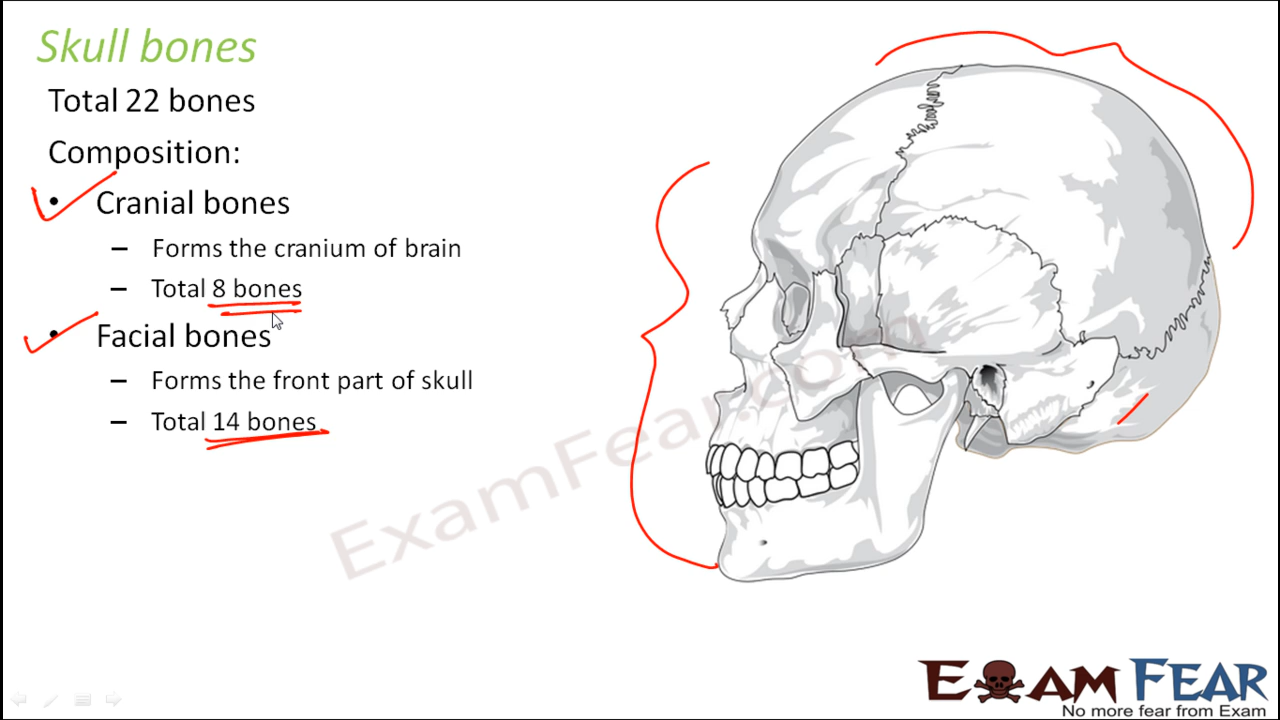 Skull bones
Total 22 bones
Composition:
• Cranial bones
– Forms the cranium of brain
– Total 8 bones
• Facial bones
– Forms the front part of skull
– Total 14 bones
ExamFear.com
EXAM FEAR
No more fear from Exam